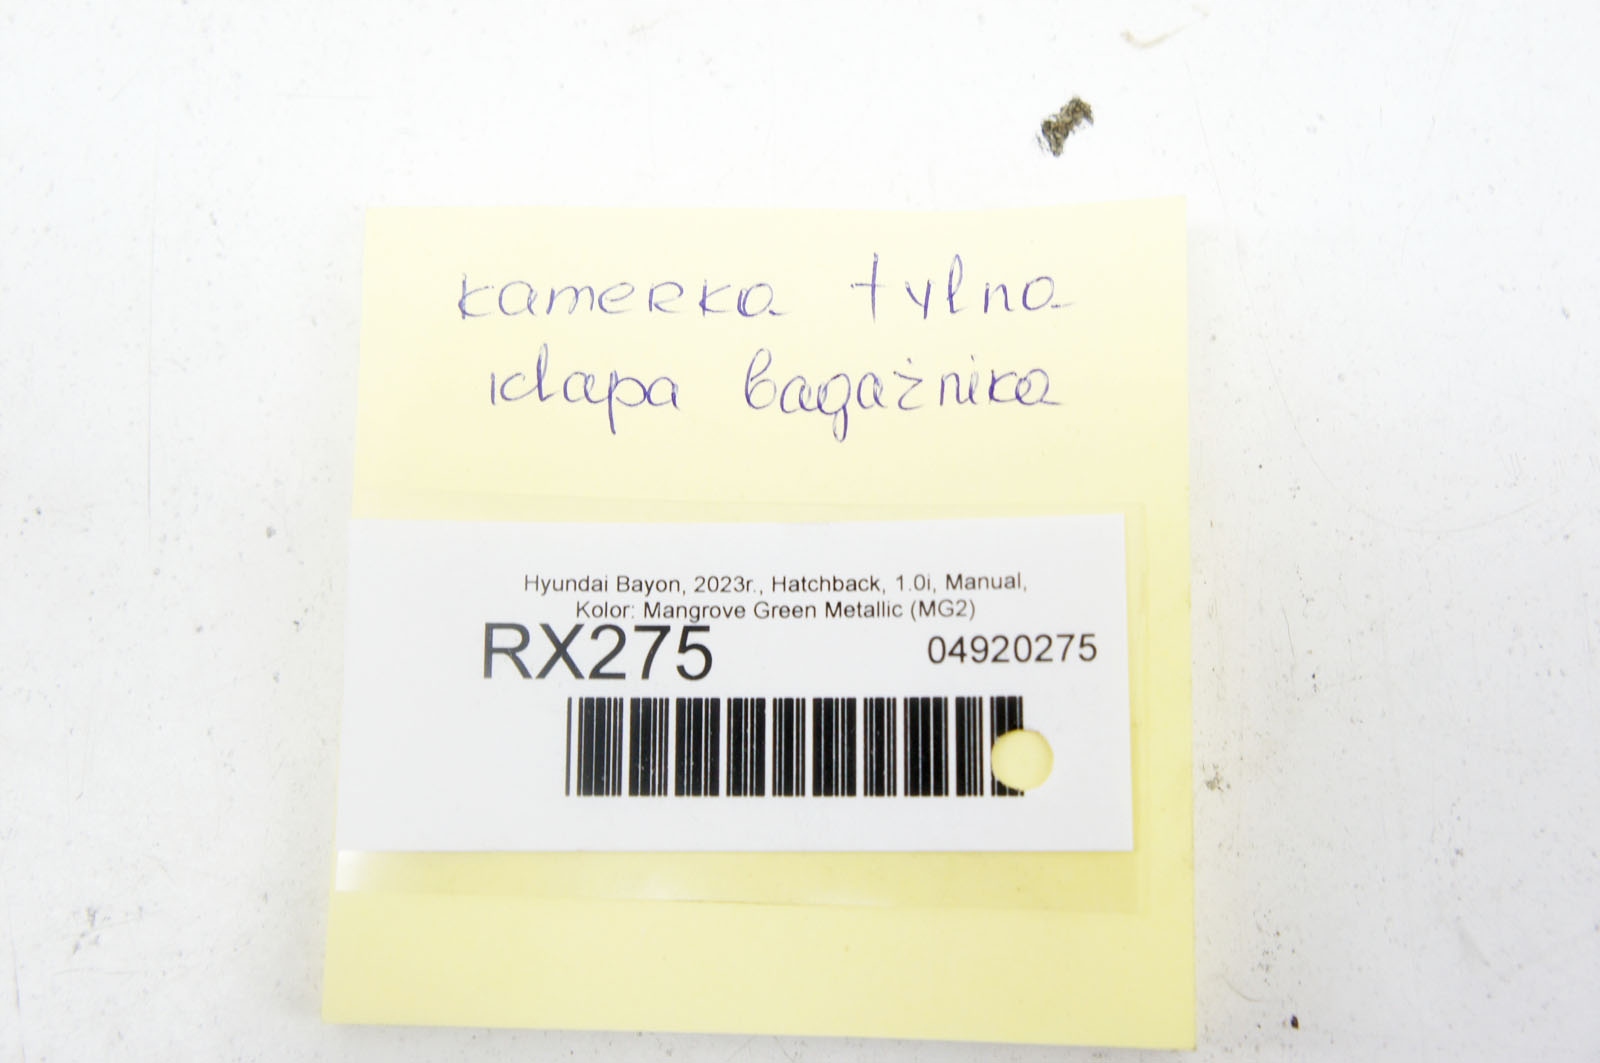 kamerka tylna
klapa bagażnika
Hyundai Bayon, 2023r., Hatchback, 1.0i, Manual,
Kolor: Mangrove Green Metallic (MG2)
RX275 04920275